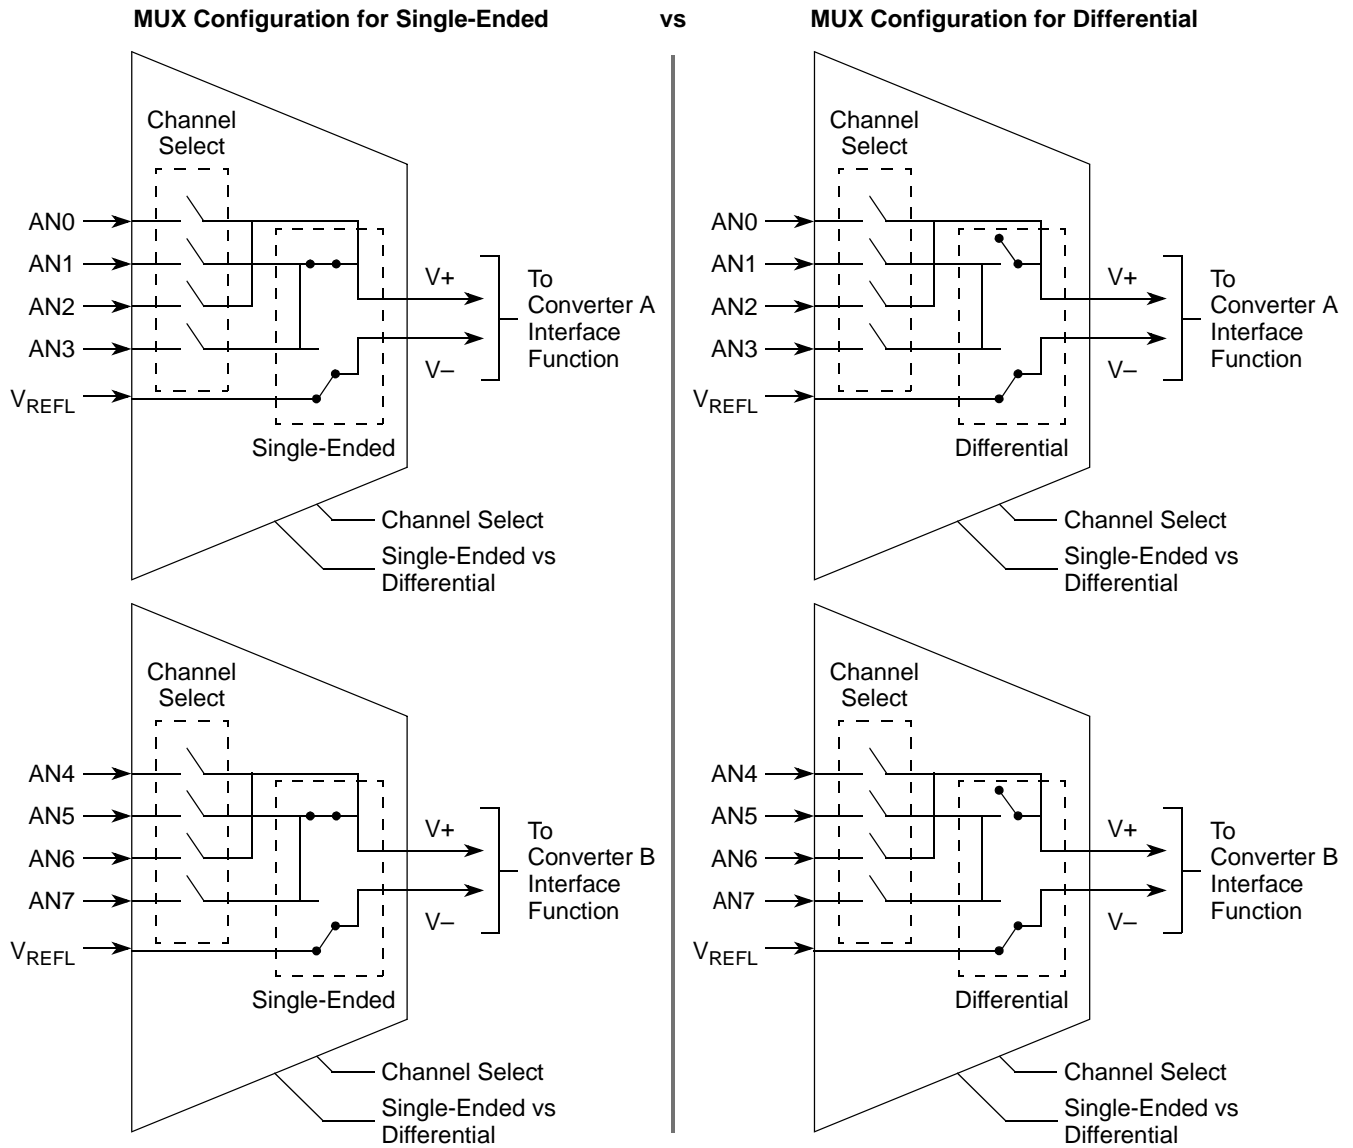 MUX Configuration for Single-Ended vs MUX Configuration for Differential
Channel
Select
AN0
AN1
AN2
AN3
VREFL
V+
V–
To
Converter A
Interface
Function
Single-Ended
Channel Select
Single-Ended vs
Differential
Channel
Select
AN0
AN1
AN2
AN3
VREFL
V+
V–
To
Converter A
Interface
Function
Differential
Channel Select
Single-Ended vs
Differential
Channel
Select
AN4
AN5
AN6
AN7
VREFL
V+
V–
To
Converter B
Interface
Function
Single-Ended
Channel Select
Single-Ended vs
Differential
Channel
Select
AN4
AN5
AN6
AN7
VREFL
V+
V–
To
Converter B
Interface
Function
Differential
Channel Select
Single-Ended vs
Differential